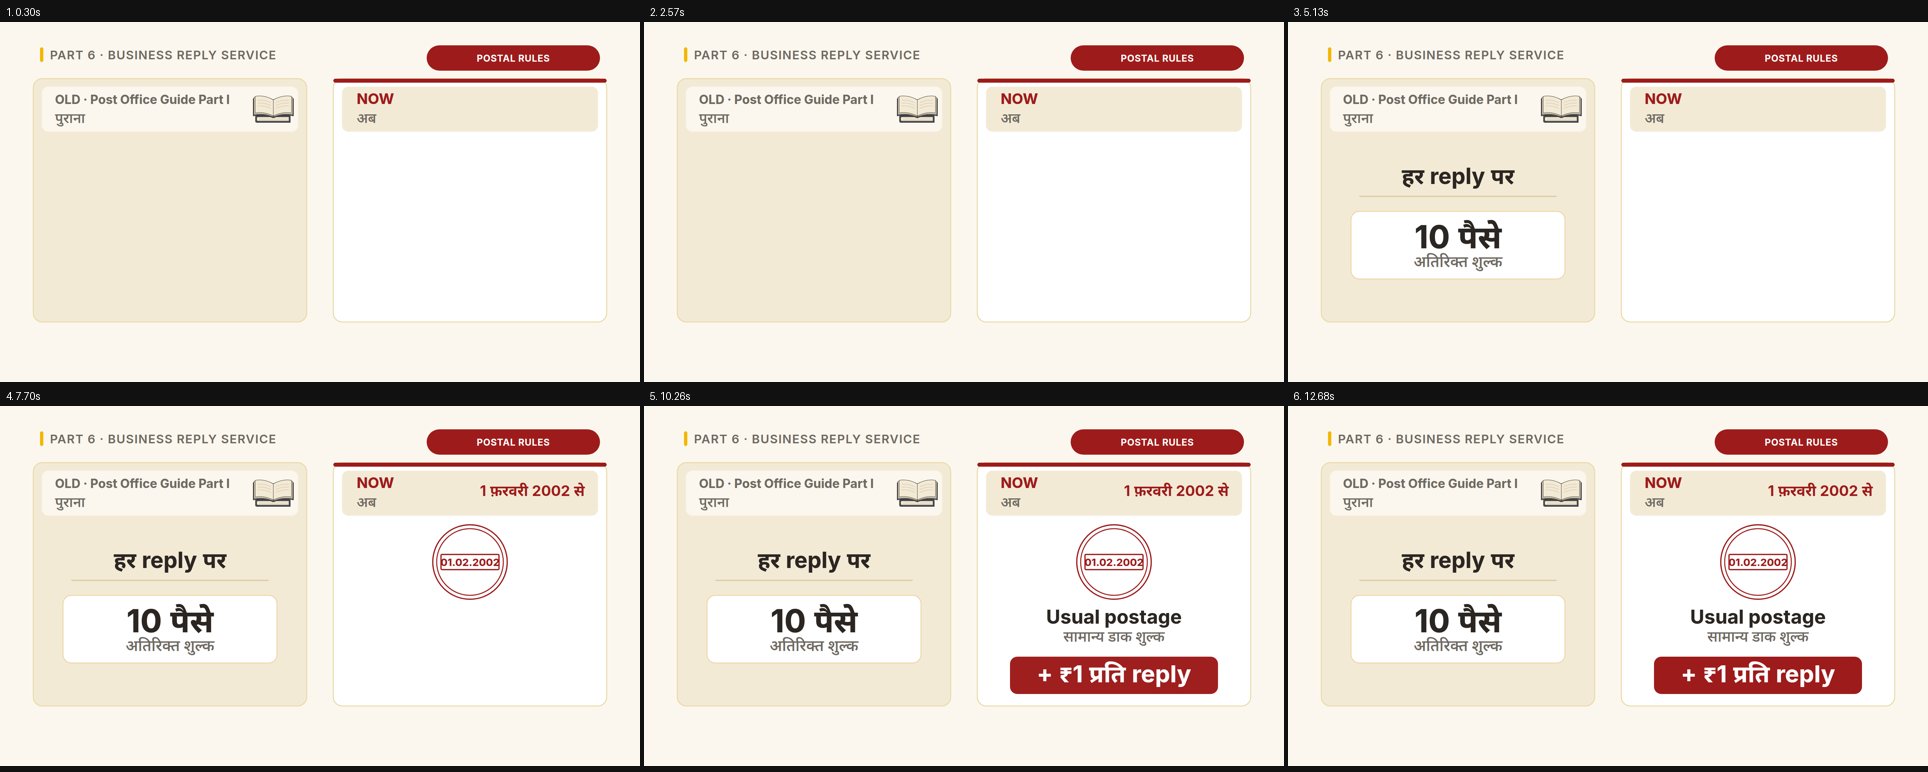 1. 0.30s
PART 6 · BUSINESS REPLY SERVICE
POSTAL RULES
OLD · Post Office Guide Part I
पुराना
NOW
अब
2. 2.57s
PART 6 · BUSINESS REPLY SERVICE
POSTAL RULES
OLD · Post Office Guide Part I
पुराना
NOW
अब
3. 5.13s
PART 6 · BUSINESS REPLY SERVICE
POSTAL RULES
OLD · Post Office Guide Part I
पुराना
हर reply पर
10 पैसे
अतिरिक्त शुल्क
NOW
अब
4. 7.70s
PART 6 · BUSINESS REPLY SERVICE
POSTAL RULES
OLD · Post Office Guide Part I
पुराना
हर reply पर
10 पैसे
अतिरिक्त शुल्क
NOW
अब
1 फ़रवरी 2002 से
01.02.2002
5. 10.26s
PART 6 · BUSINESS REPLY SERVICE
POSTAL RULES
OLD · Post Office Guide Part I
पुराना
हर reply पर
10 पैसे
अतिरिक्त शुल्क
NOW
अब
1 फ़रवरी 2002 से
01.02.2002
Usual postage
सामान्य डाक शुल्क
+ ₹1 प्रति reply
6. 12.68s
PART 6 · BUSINESS REPLY SERVICE
POSTAL RULES
OLD · Post Office Guide Part I
पुराना
हर reply पर
10 पैसे
अतिरिक्त शुल्क
NOW
अब
1 फ़रवरी 2002 से
01.02.2002
Usual postage
सामान्य डाक शुल्क
+ ₹1 प्रति reply